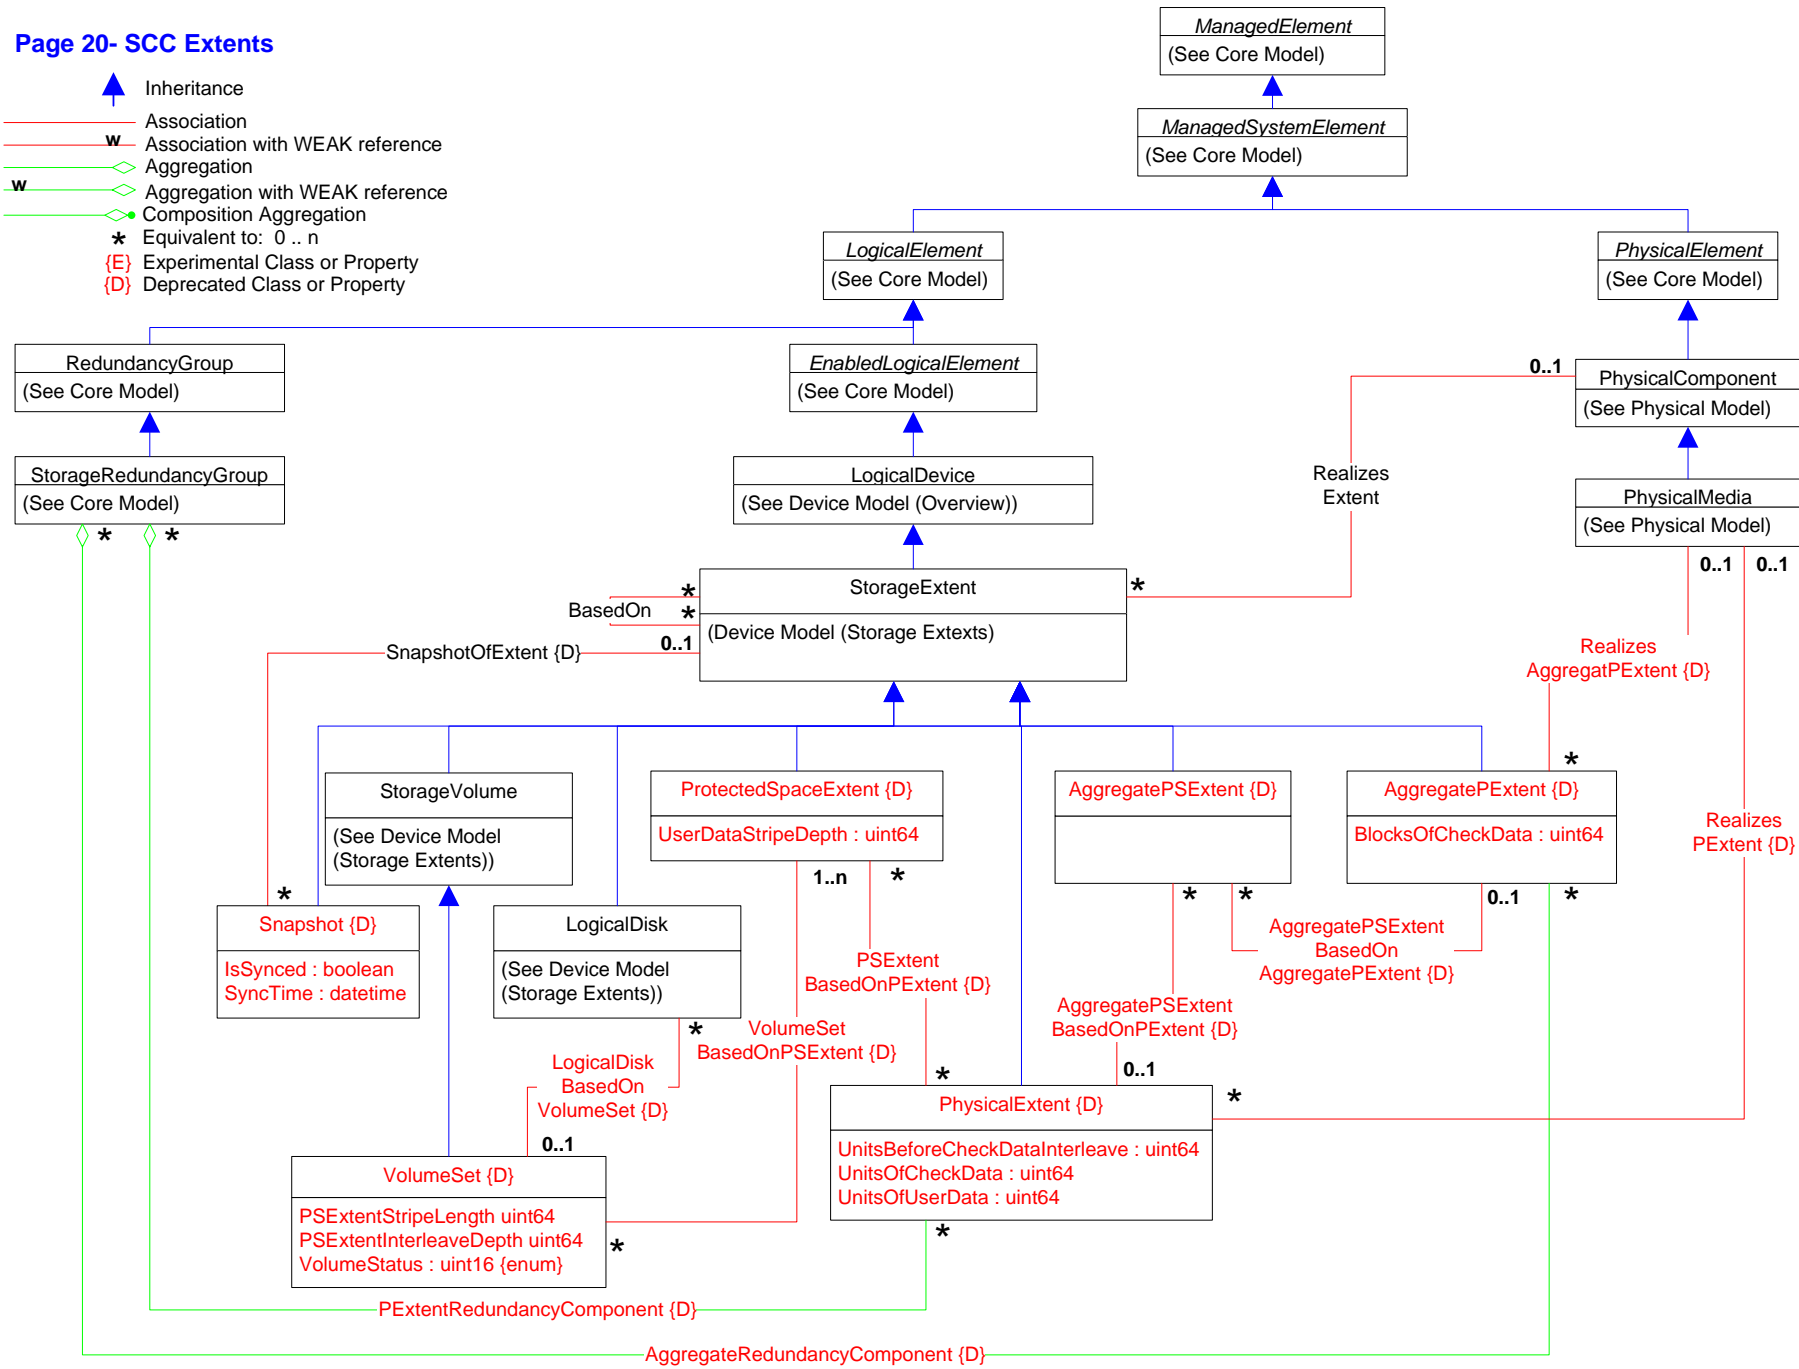 Page 20- SCC Extents
Inheritance
Association
w
Association with WEAK reference
Aggregation
w
Aggregation with WEAK reference
Composition Aggregation
* Equivalent to: 0 .. n
{E} Experimental Class or Property
{D} Deprecated Class or Property
ManagedElement
(See Core Model)
ManagedSystemElement
(See Core Model)
LogicalElement
(See Core Model)
PhysicalElement
(See Core Model)
RedundancyGroup
(See Core Model)
EnabledLogicalElement
(See Core Model)
0..1
PhysicalComponent
(See Physical Model)
StorageRedundancyGroup
(See Core Model)
* *
LogicalDevice
(See Device Model (Overview))
Realizes
Extent
PhysicalMedia
(See Physical Model)
0..1 0..1
StorageExtent
(Device Model (Storage Extexts)
*
BasedOn
*
*
0..1
SnapshotOfExtent {D}
Realizes
AggregatPExtent {D}
*
StorageVolume
(See Device Model
(Storage Extents))
ProtectedSpaceExtent {D}
UserDataStripeDepth : uint64
1..n *
AggregatePSExtent {D}
* *
AggregatePExtent {D}
BlocksOfCheckData : uint64
0..1 *
Realizes
PExtent {D}
*
Snapshot {D}
IsSynced : boolean
SyncTime : datetime
LogicalDisk
(See Device Model
(Storage Extents))
*
PSExtent
BasedOnPExtent {D}
AggregatePSExtent
BasedOn
AggregatePExtent {D}
AggregatePSExtent
BasedOnPExtent {D}
0..1
VolumeSet
BasedOnPSExtent {D}
LogicalDisk
BasedOn
VolumeSet {D}
0..1
*
*
PhysicalExtent {D}
UnitsBeforeCheckDataInterleave : uint64
UnitsOfCheckData : uint64
UnitsOfUserData : uint64
*
VolumeSet {D}
PSExtentStripeLength uint64
PSExtentInterleaveDepth uint64
VolumeStatus : uint16 {enum}
*
PExtentRedundancyComponent {D}
AggregateRedundancyComponent {D}